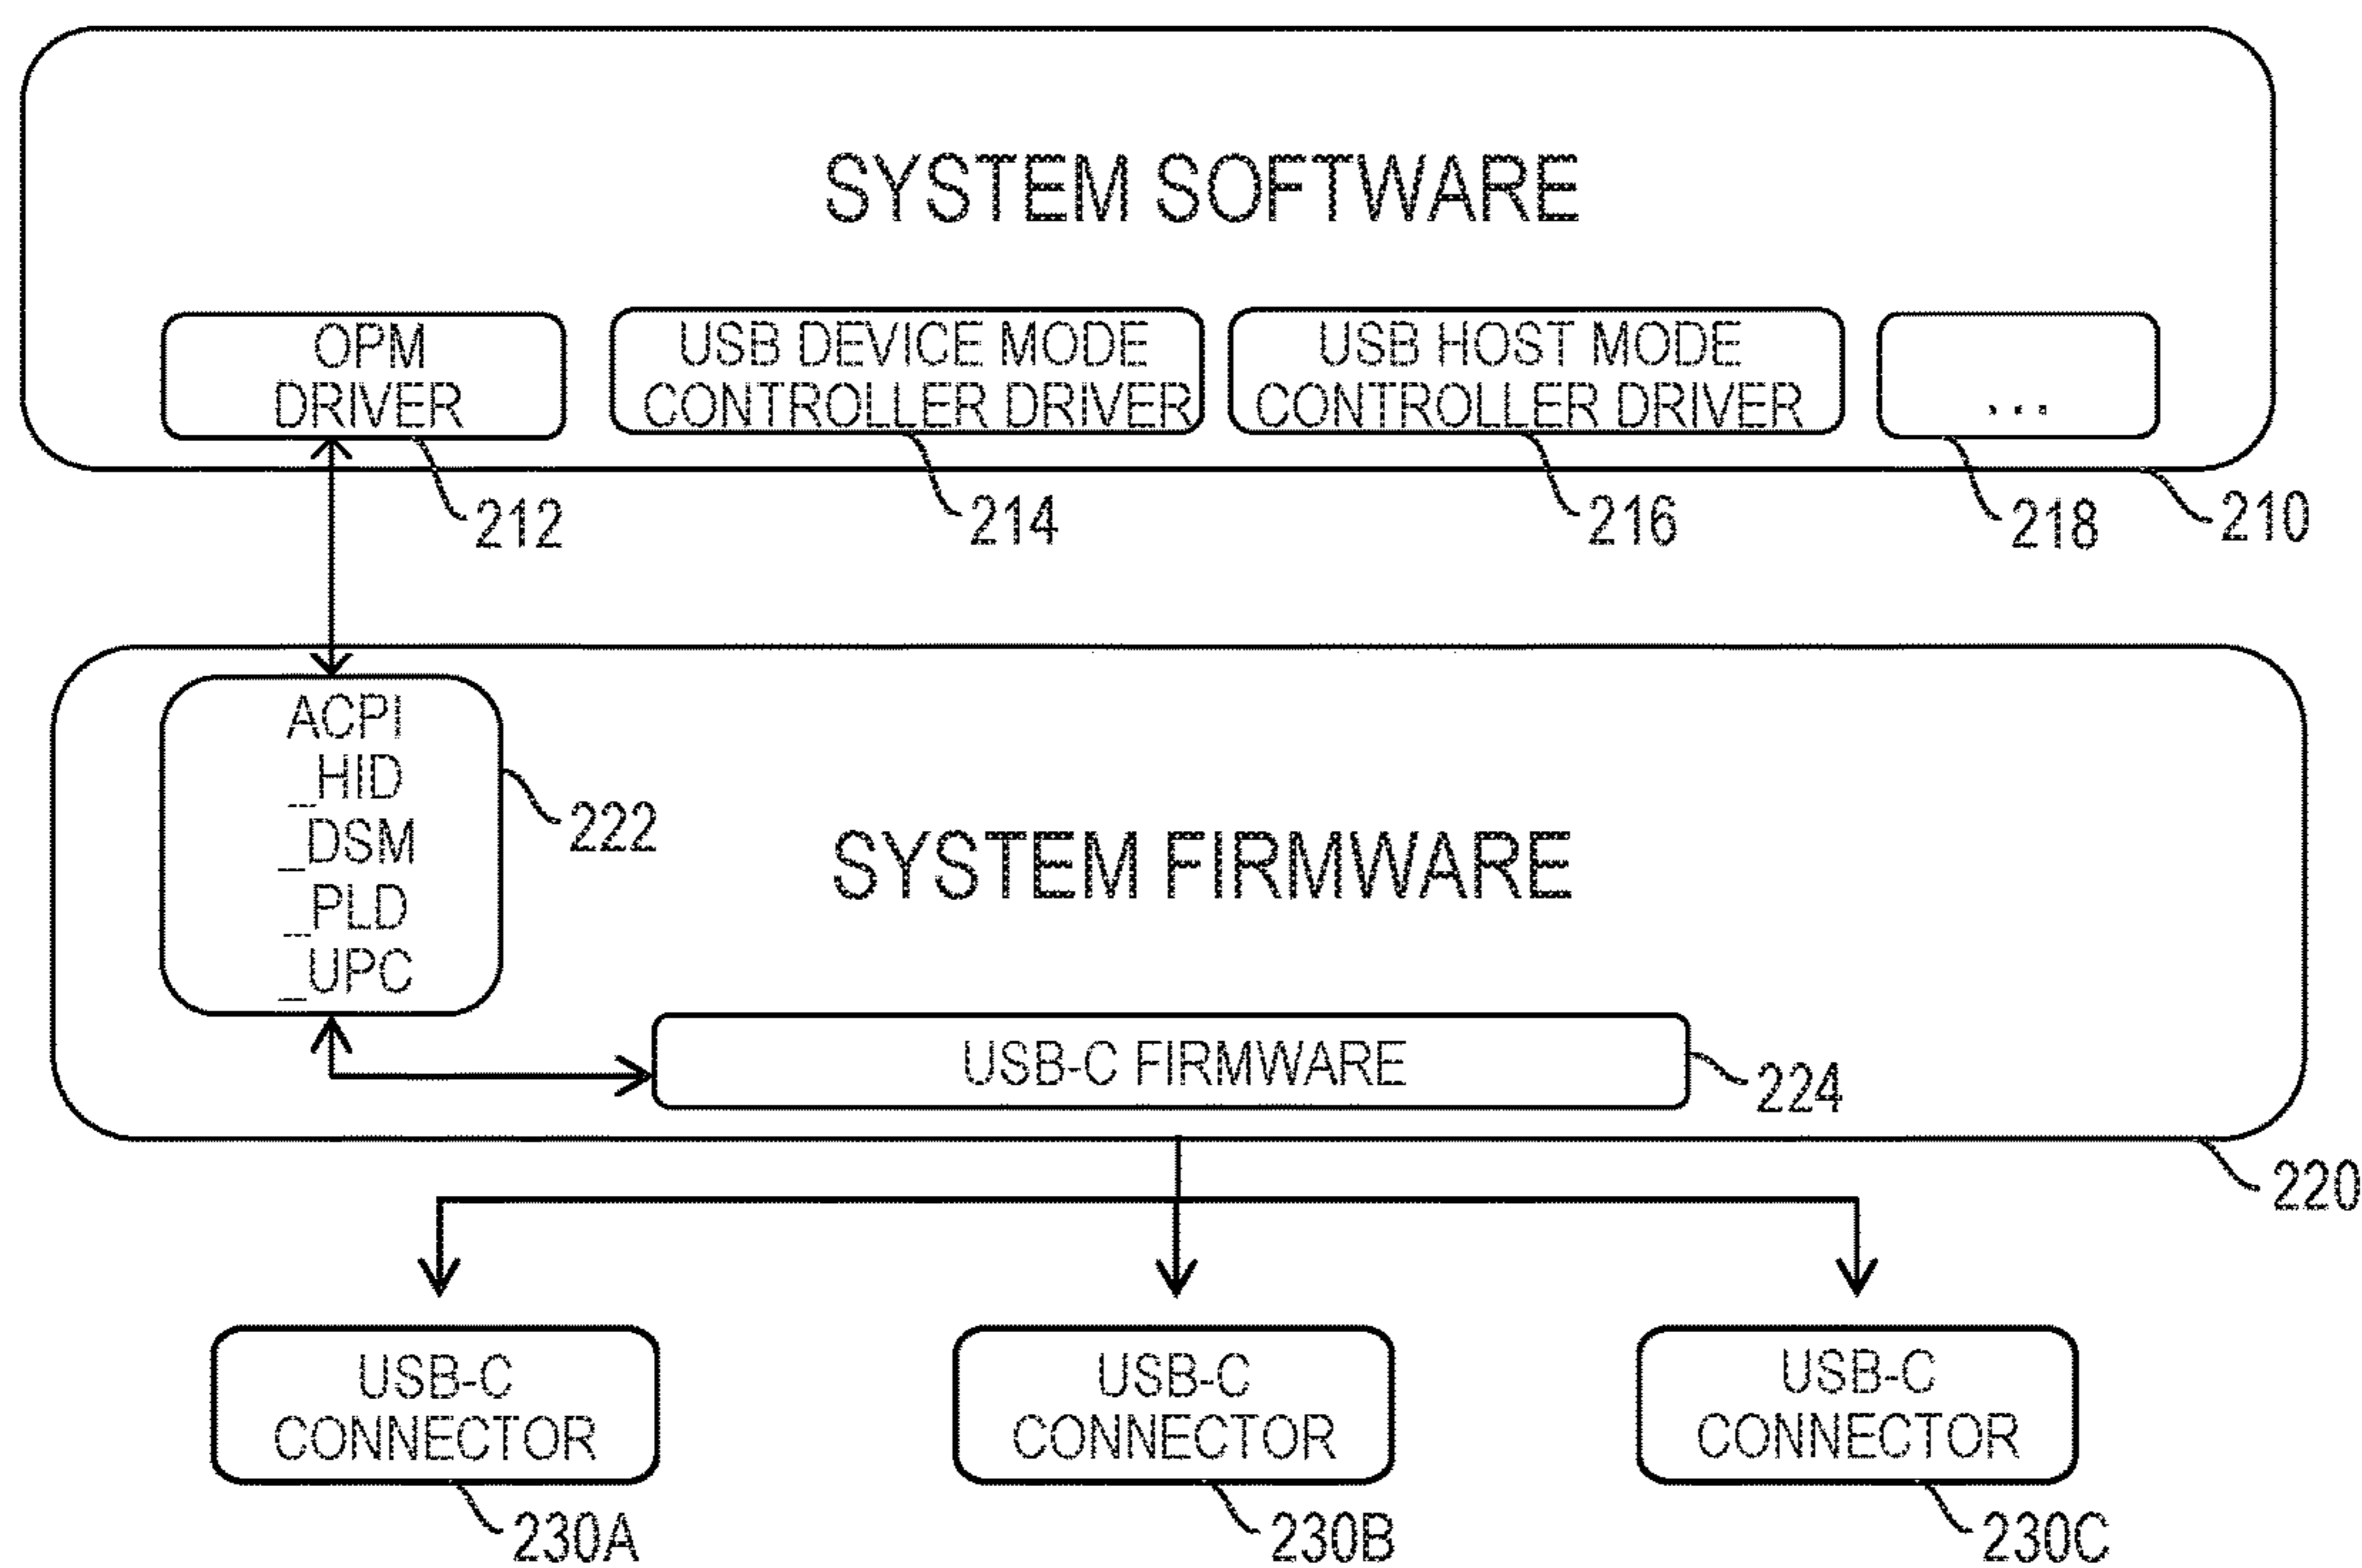 SYSTEM SOFTWARE
OPM
DRIVER
USB DEVICE MODE
CONTROLLER DRIVER
USB HOST MODE
CONTROLLER DRIVER
...
212
214
216
218
210
ACPI
_HID
_DSM
_PLD
_UPC
222
SYSTEM FIRMWARE
USB-C FIRMWARE
224
220
USB-C
CONNECTOR
USB-C
CONNECTOR
USB-C
CONNECTOR
230A
230B
230C